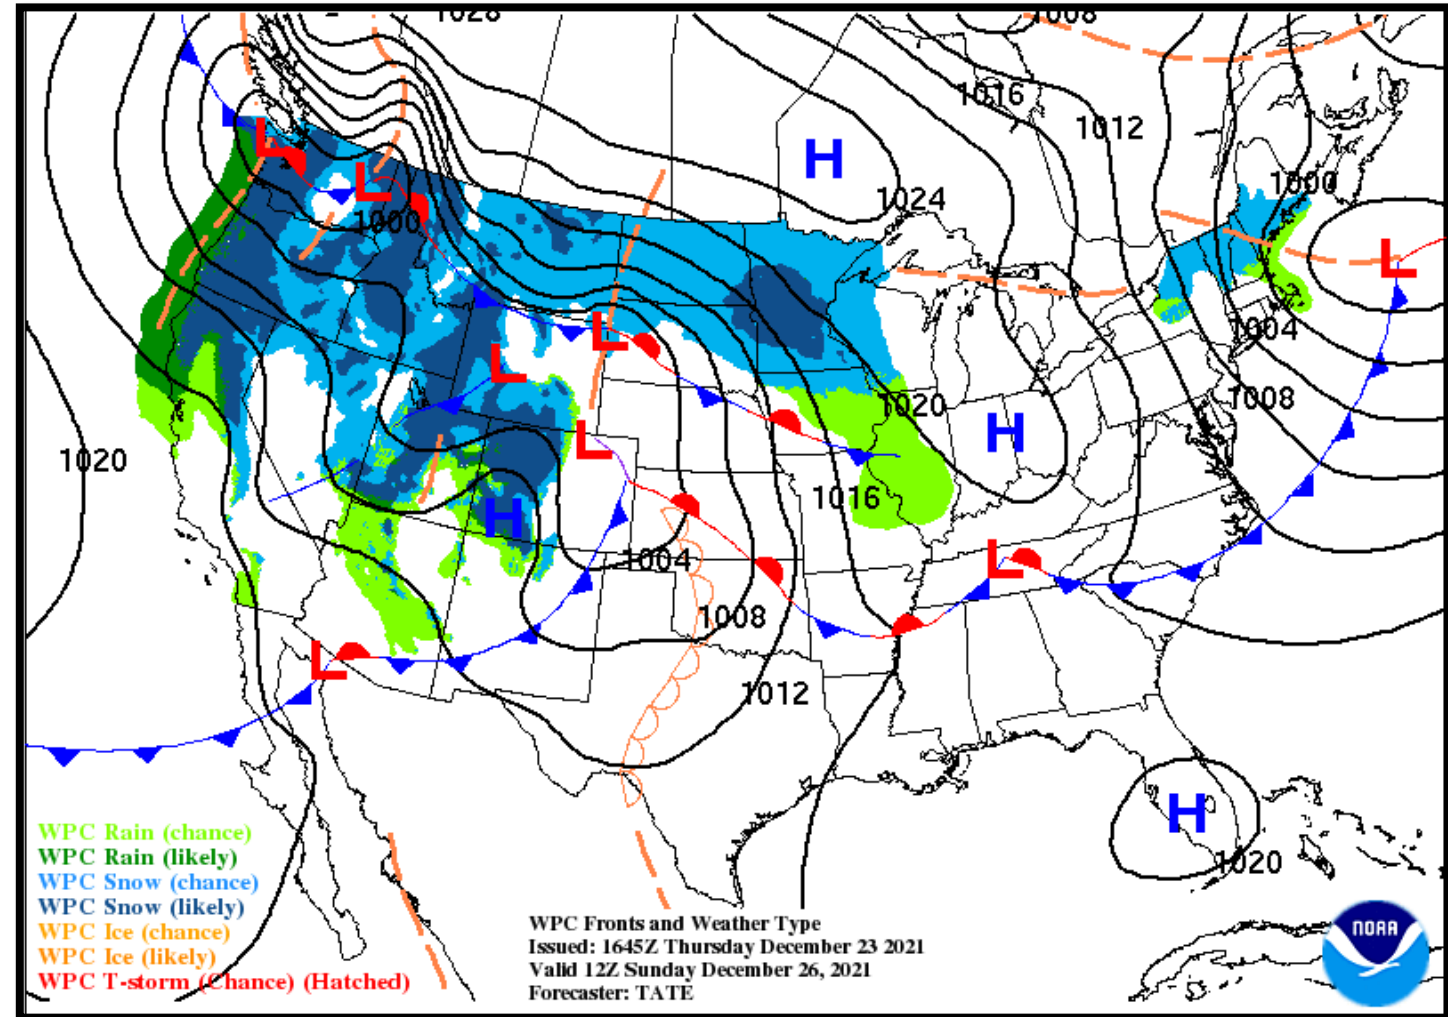 1028
1008
1016
1012
H
L
L
1000
1024
1000
1000
L
L
L
1004
1020
1008
L
H
1020
1016
H
1004
L
1008
L
1012
H
1020
WPC Rain (chance)
WPC Rain (likely)
WPC Snow (chance)
WPC Snow (likely)
WPC Ice (chance)
WPC Ice (likely)
WPC T-storm (Chance) (Hatched)
WPC Fronts and Weather Type
Issued: 1645Z Thursday December 23 2021
Valid 12Z Sunday December 26, 2021
Forecaster: TATE
NOAA